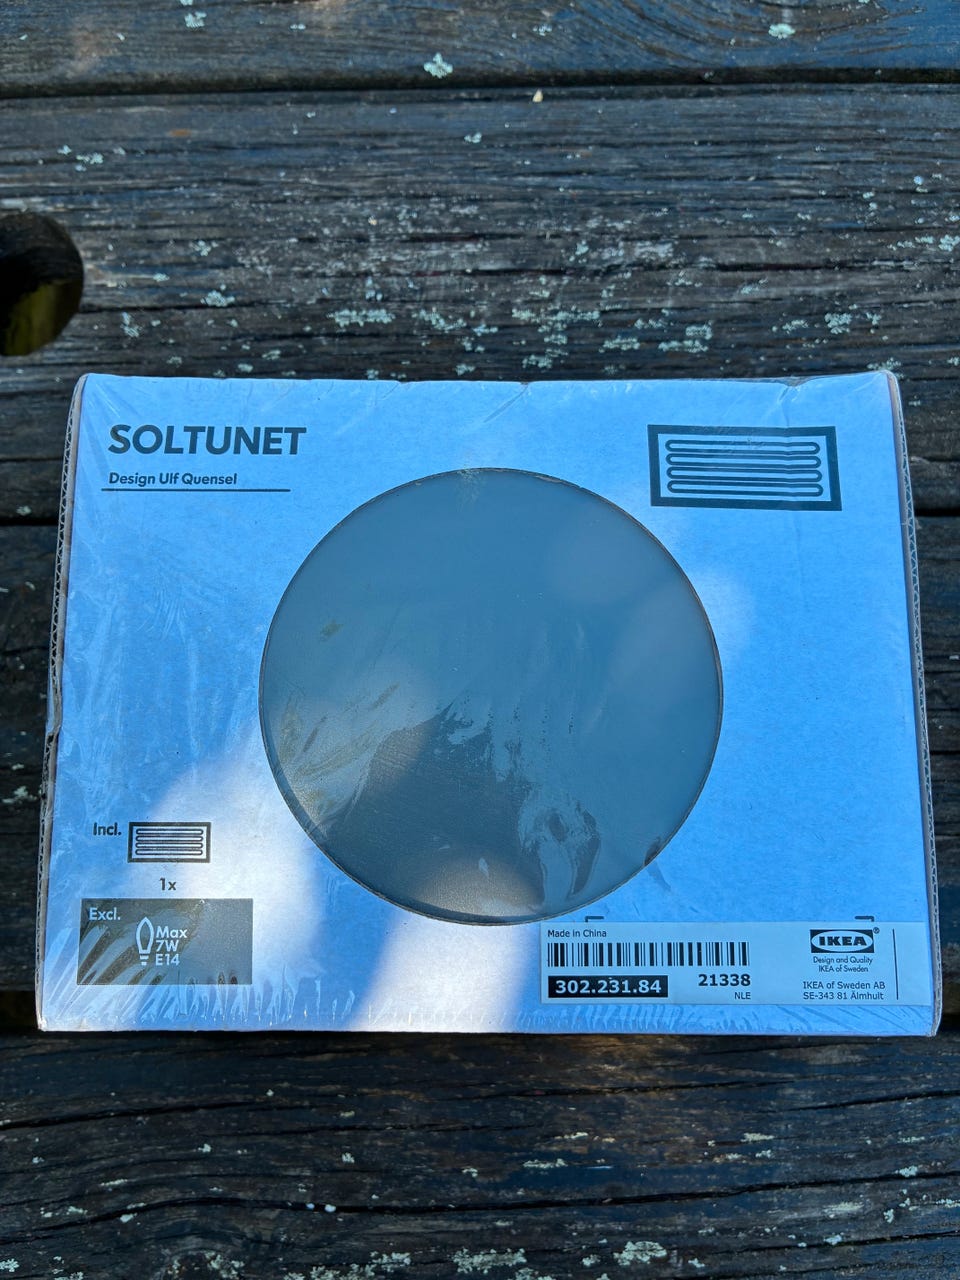 SOLTUNET
Design Ulf Quensel
Incl.
1x
Excl.
Max
7W
E14
Made in China
302.231.84
21338
NLE
IKEA®
Design and Quality
IKEA of Sweden
IKEA of Sweden AB
SE-343 81 Älmhult